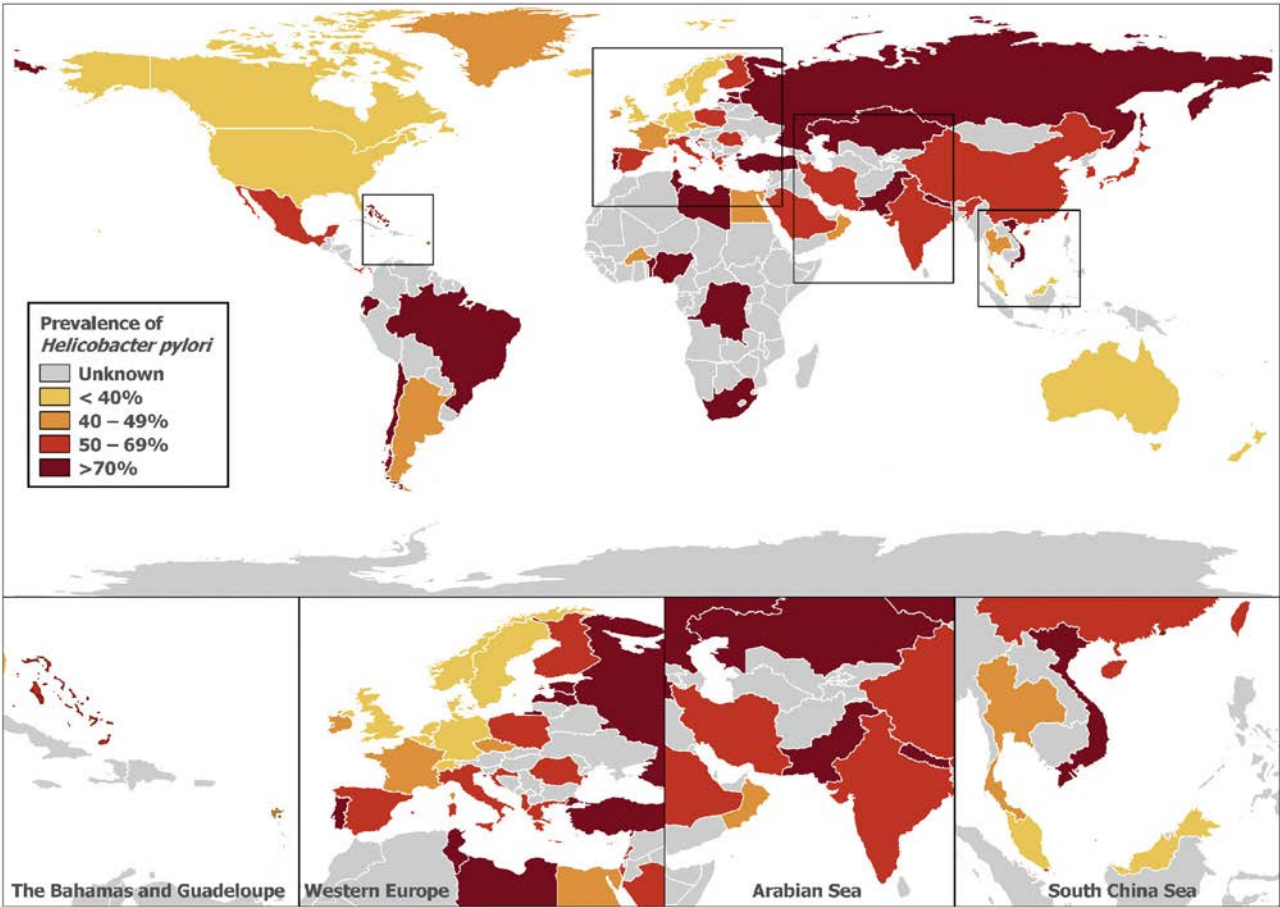 Prevalence of
Helicobacter pylori
Unknown
< 40%
40 – 49%
50 – 69%
>70%
The Bahamas and Guadeloupe
Western Europe
Arabian Sea
South China Sea